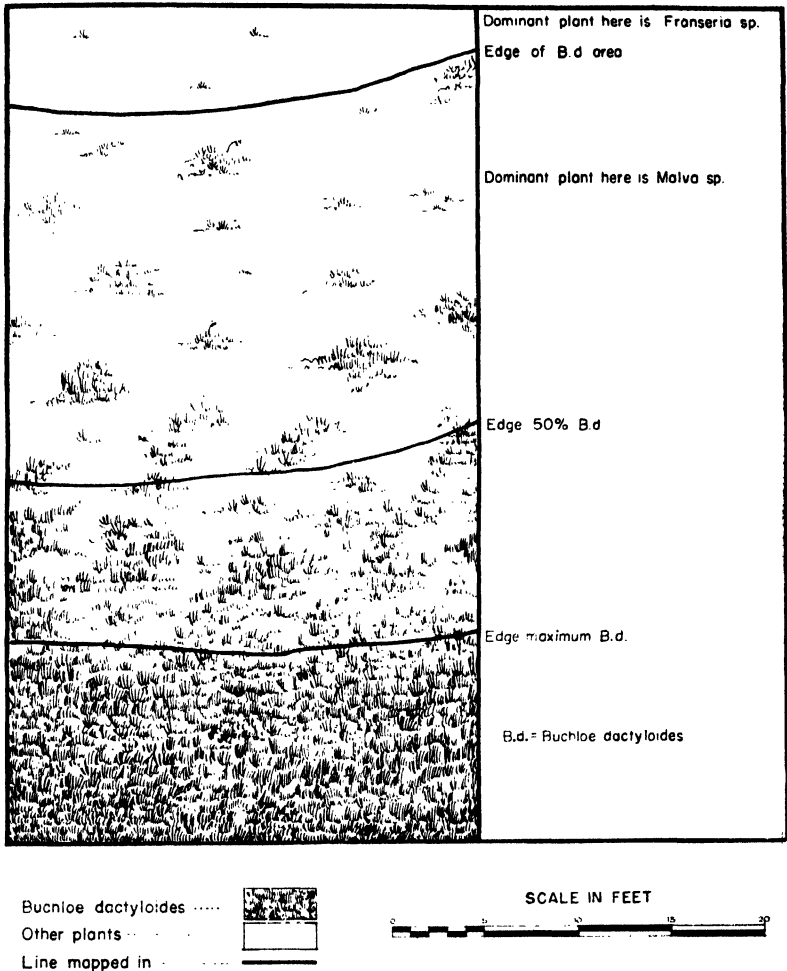 Dominant plant here is Franseria sp.
Edge of B.d area
Dominant plant here is Malva sp.
Edge 50% B.d
Edge maximum B.d.
B.d. = Buchloe dactyloides
Bucnloe dactyloides .....
Other plants .. . .
Line mapped in . ....
SCALE IN FEET
0 5 10 15 20